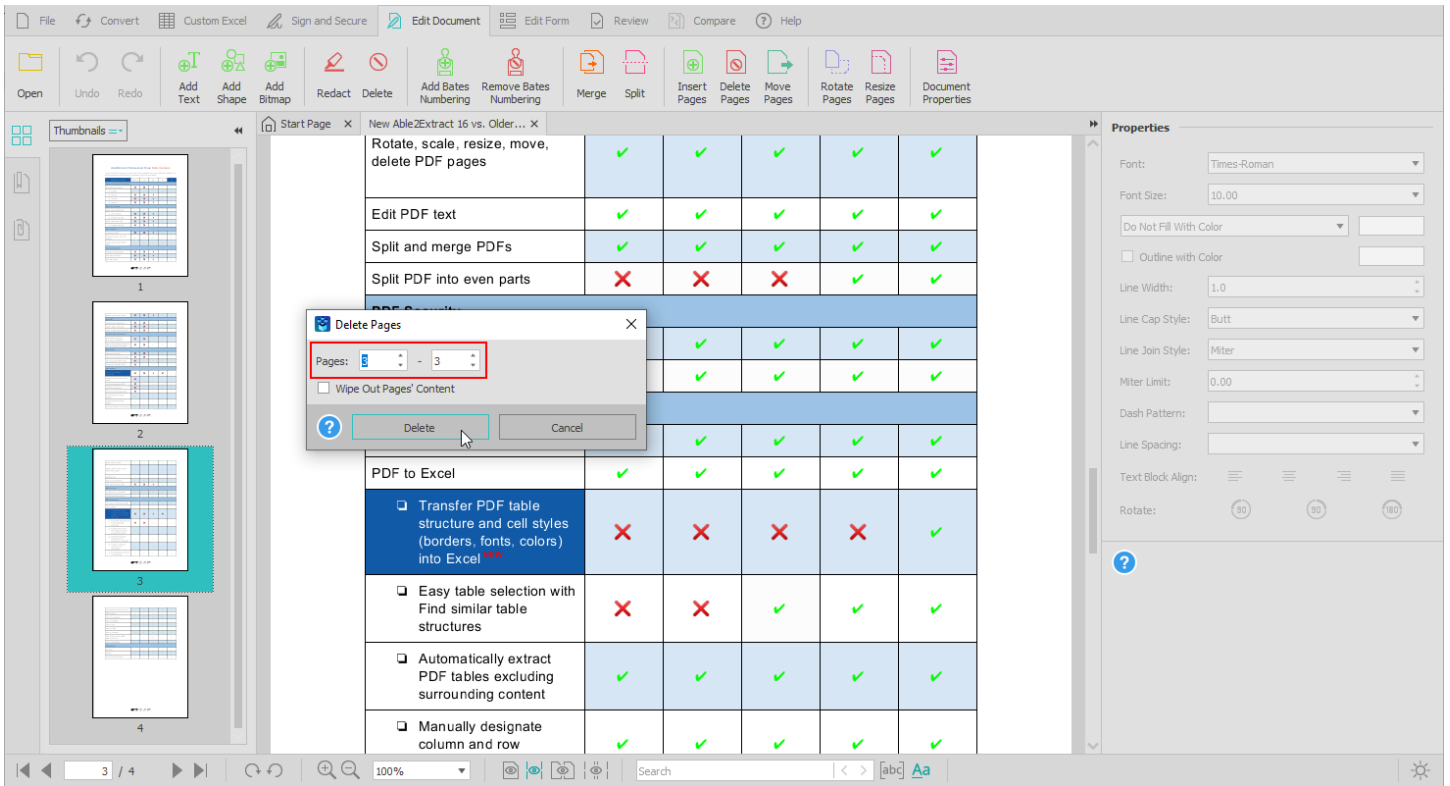 File Convert Custom Excel Sign and Secure Edit Document Edit Form Review Compare ? Help
Open Undo Redo Add Text Add Shape Add Bitmap Redact Delete Add Bates Numbering Remove Bates Numbering Merge Split Insert Pages Delete Pages Move Pages Rotate Pages Resize Pages Document Properties
Thumbnails
Start Page X New Able2Extract 16 vs. Older... X
1
2
3
4
Rotate, scale, resize, move,
delete PDF pages
Edit PDF text
Split and merge PDFs
Split PDF into even parts
Delete Pages
Pages: 3 - 3
Wipe Out Pages' Content
? Delete Cancel
PDF to Excel
Transfer PDF table
structure and cell styles
(borders, fonts, colors)
into Excel NEW
Easy table selection with
Find similar table
structures
Automatically extract
PDF tables excluding
surrounding content
Manually designate
column and row
Properties
Font: Times-Roman
Font Size: 10.00
Do Not Fill With Color
Outline with Color
Line Width: 1.0
Line Cap Style: Butt
Line Join Style: Miter
Miter Limit: 0.00
Dash Pattern:
Line Spacing:
Text Block Align:
Rotate: 90 90 180
?
3 / 4 100% Search < > [abc] Aa